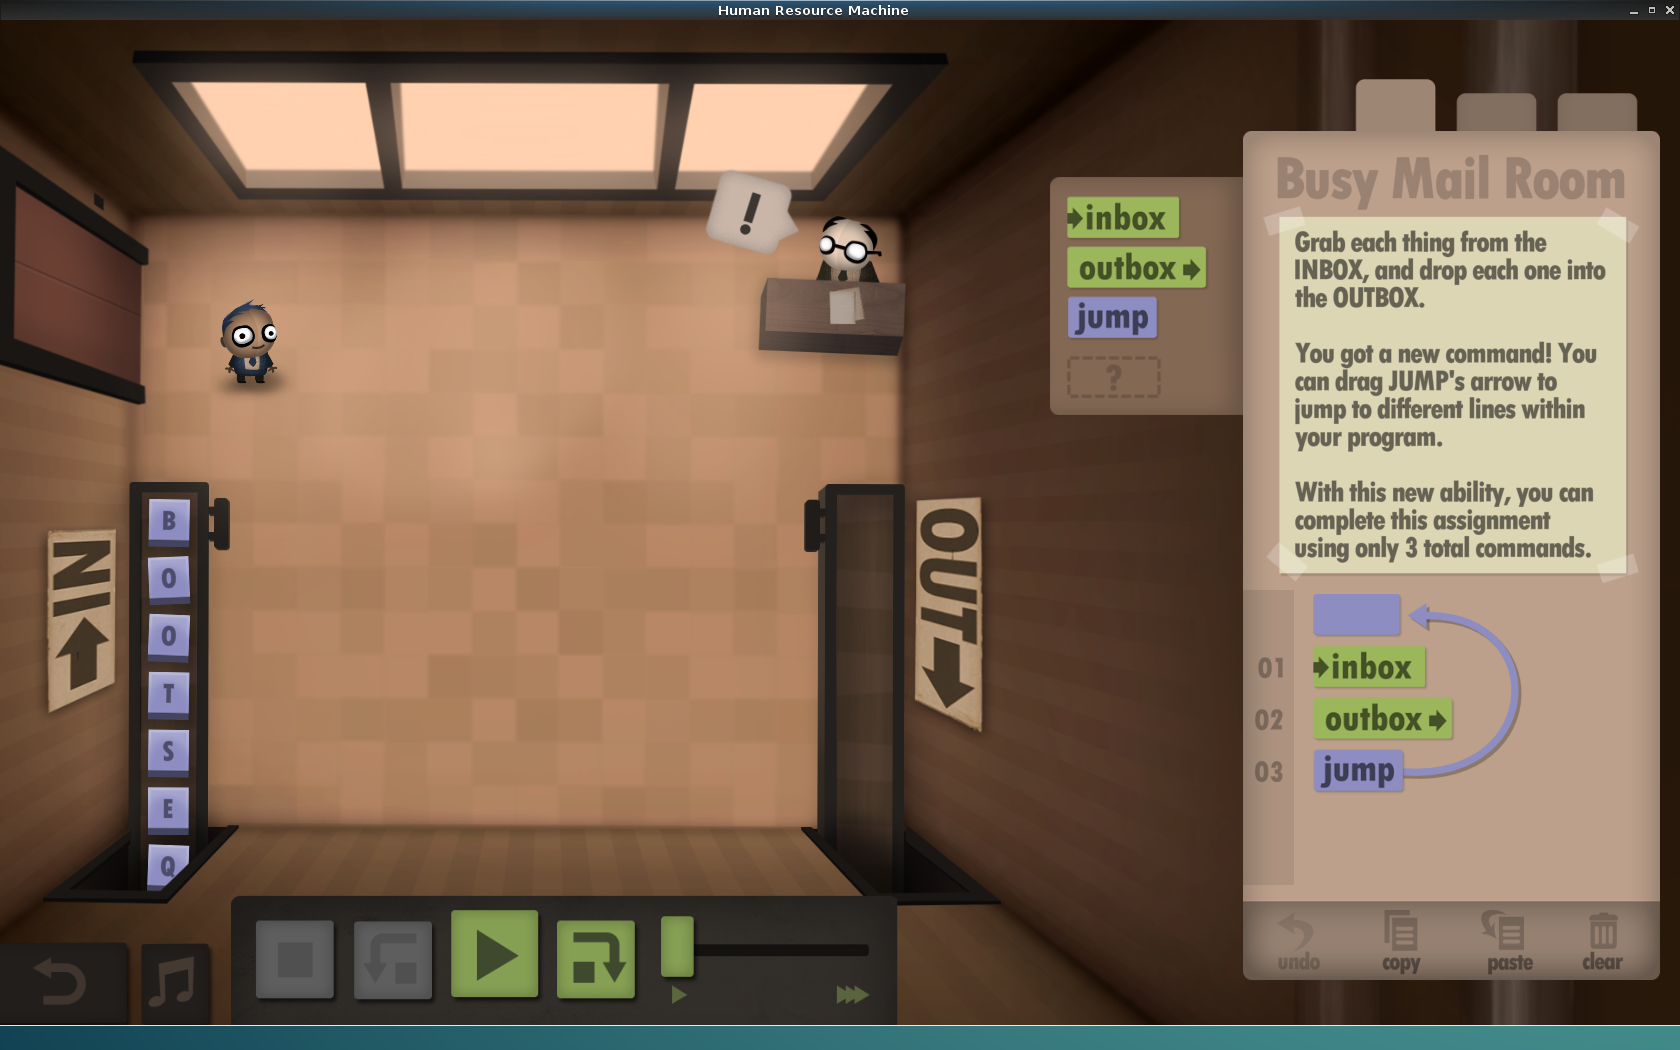 Human Resource Machine
!
inbox
outbox
jump
?
Busy Mail Room
Grab each thing from the
INBOX, and drop each one into
the OUTBOX.
You got a new command! You
can drag JUMP's arrow to
jump to different lines within
your program.
With this new ability, you can
complete this assignment
using only 3 total commands.
IN
B
O
O
T
S
E
Q
OUT
01 inbox
02 outbox
03 jump
undo
copy
paste
clear